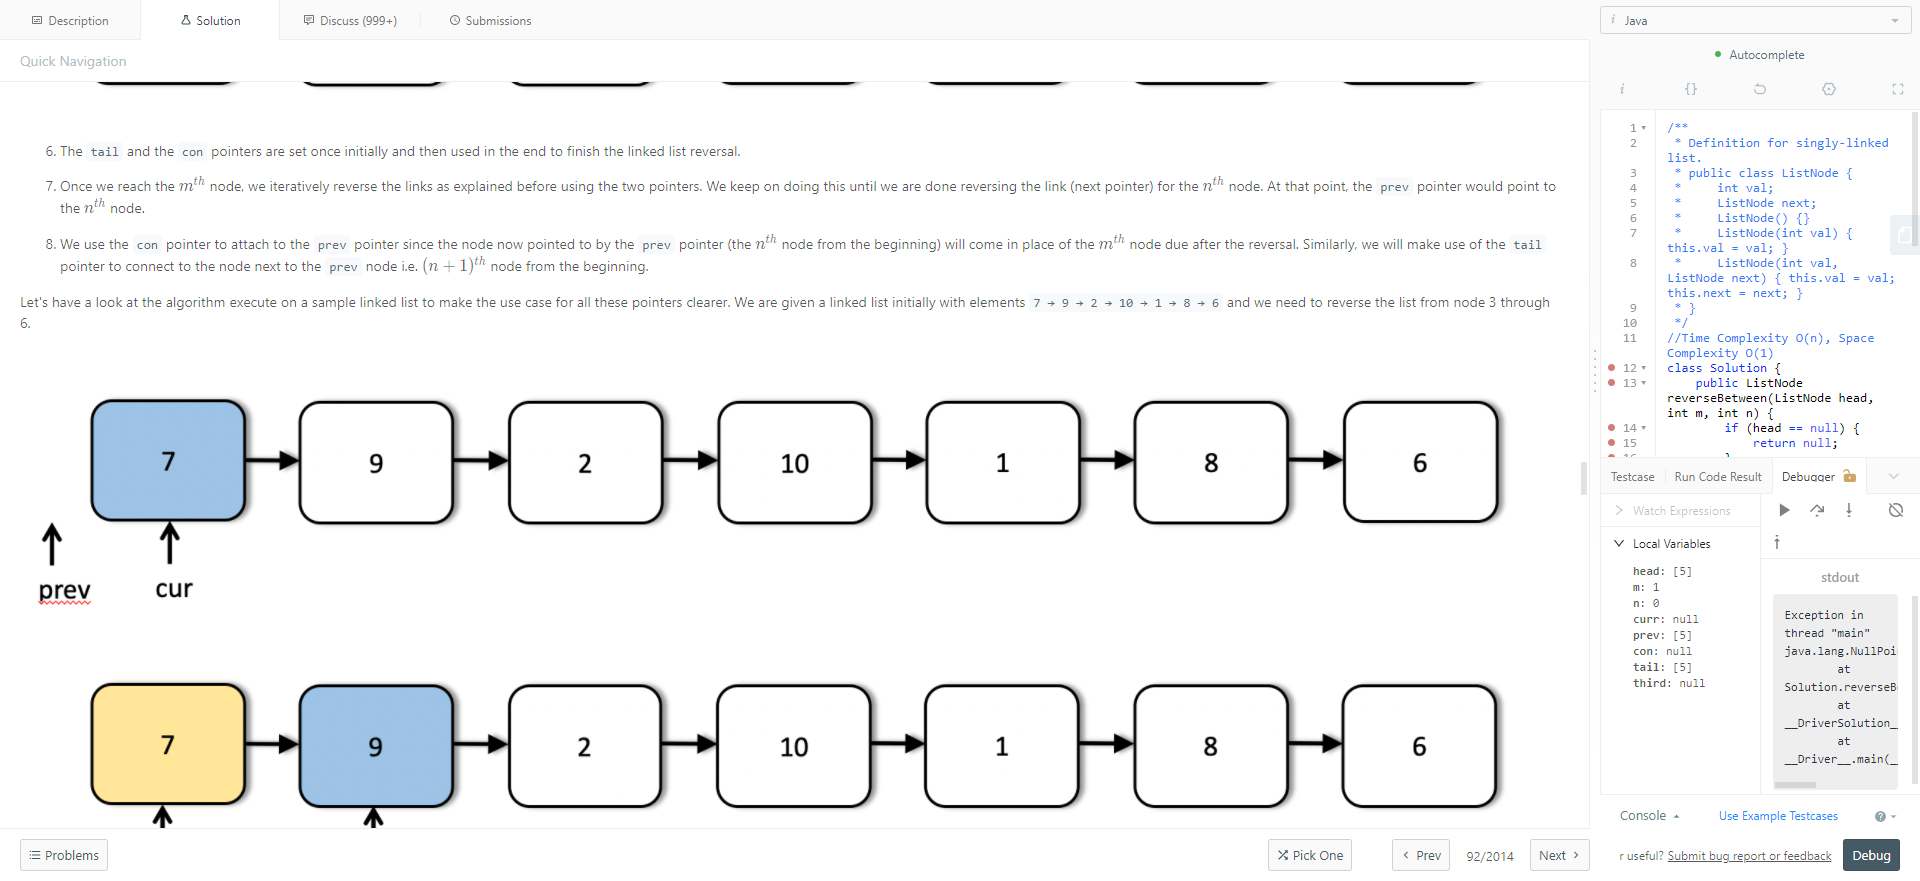 Description
Solution
Discuss (999+)
Submissions
Quick Navigation
6. The tail and the con pointers are set once initially and then used in the end to finish the linked list reversal.
7. Once we reach the mth node, we iteratively reverse the links as explained before using the two pointers. We keep on doing this until we are done reversing the link (next pointer) for the nth node. At that point, the prev pointer would point to
the nth node.
8. We use the con pointer to attach to the prev pointer since the node now pointed to by the prev pointer (the nth node from the beginning) will come in place of the mth node due after the reversal. Similarly, we will make use of the tail
pointer to connect to the node next to the prev node i.e. (n + 1)th node from the beginning.
Let's have a look at the algorithm execute on a sample linked list to make the use case for all these pointers clearer. We are given a linked list initially with elements 7 → 9 → 2 → 10 → 1 → 8 → 6 and we need to reverse the list from node 3 through
6.
7 9 2 10 1 8 6
prev cur
7 9 2 10 1 8 6
Problems
Pick One
Prev
92/2014
Next
i Java
Autocomplete
i {}
1 /**
2 * Definition for singly-linked
list.
3 * public class ListNode {
4 * int val;
5 * ListNode next;
6 * ListNode() {}
7 * ListNode(int val) {
this.val = val; }
8 * ListNode(int val,
ListNode next) { this.val = val;
this.next = next; }
9 * }
10 */
11 //Time Complexity O(n), Space
Complexity O(1)
12 class Solution {
13 public ListNode
reverseBetween(ListNode head,
int m, int n) {
14 if (head == null) {
15 return null;
Testcase
Run Code Result
Debugger
Watch Expressions
Local Variables
head: [5]
m: 1
n: 0
curr: null
prev: [5]
con: null
tail: [5]
third: null
stdout
Exception in
thread "main"
java.lang.NullPoi
at
Solution.reverseB
at
__DriverSolution__
at
__Driver__.main(_
Console
Use Example Testcases
?
r useful? Submit bug report or feedback
Debug